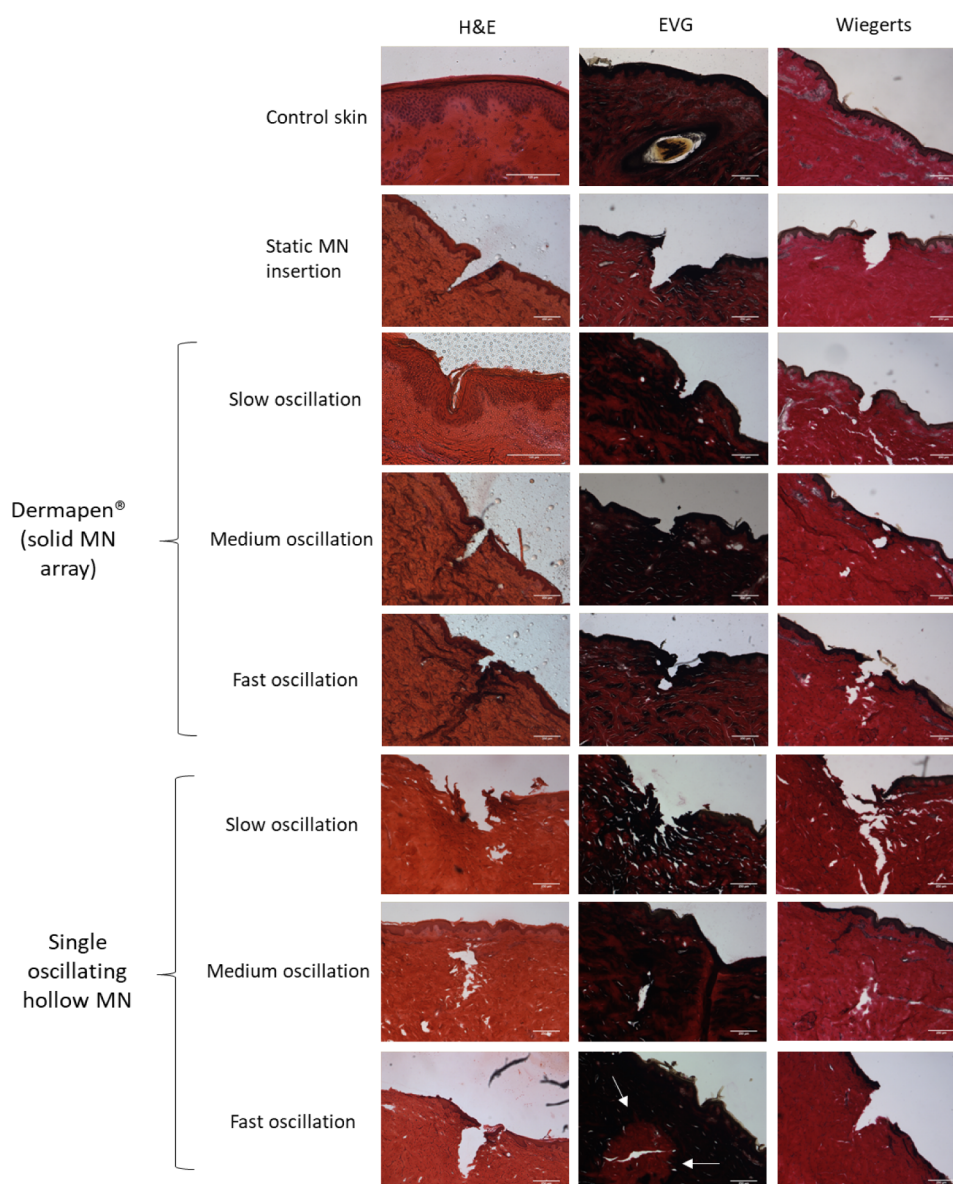 H&E
EVG
Wiegerts
Control skin
Static MN
insertion
Dermapen®
(solid MN
array)
Slow oscillation
Medium oscillation
Fast oscillation
Single
oscillating
hollow MN
Slow oscillation
Medium oscillation
Fast oscillation